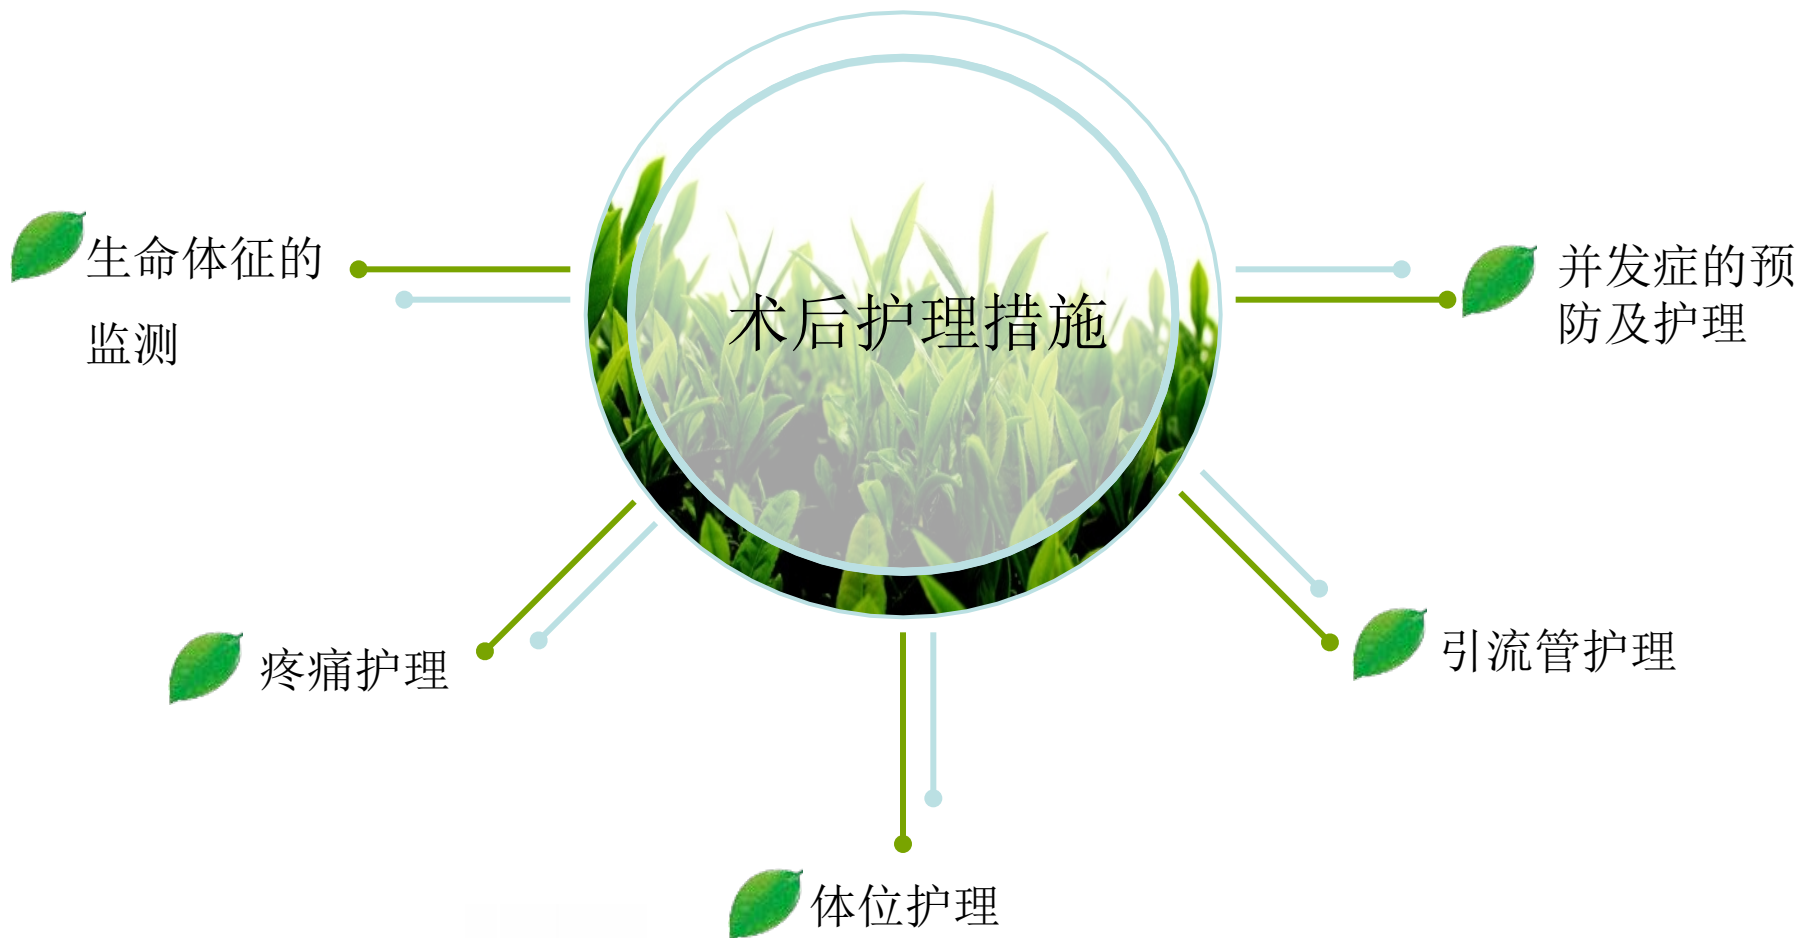 术后护理措施
生命体征的
监测
疼痛护理
体位护理
引流管护理
并发症的预
防及护理